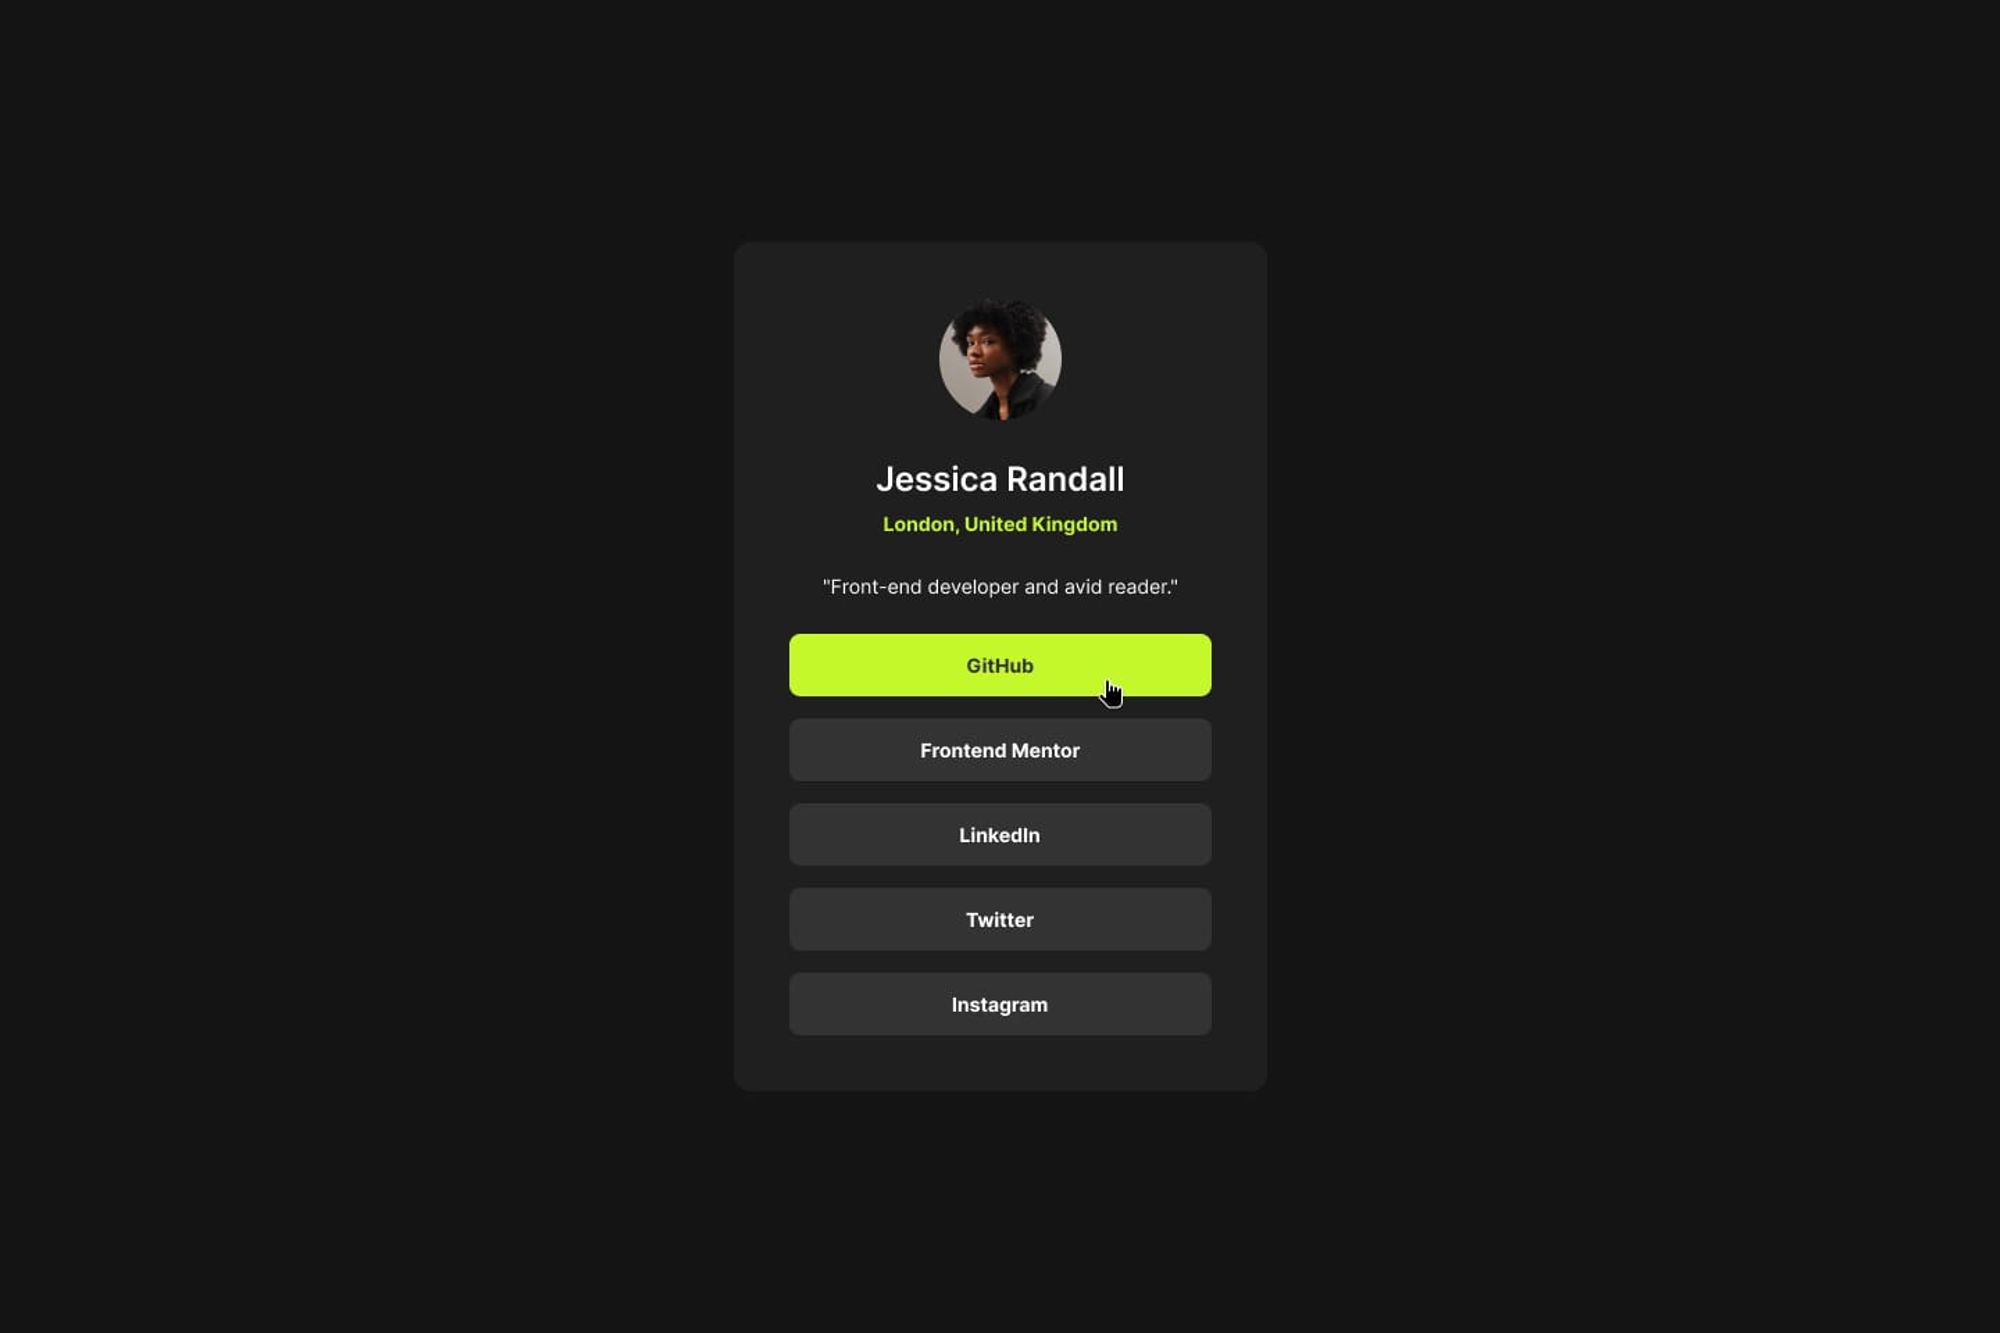 Jessica Randall
London, United Kingdom
"Front-end developer and avid reader."
GitHub
Frontend Mentor
LinkedIn
Twitter
Instagram